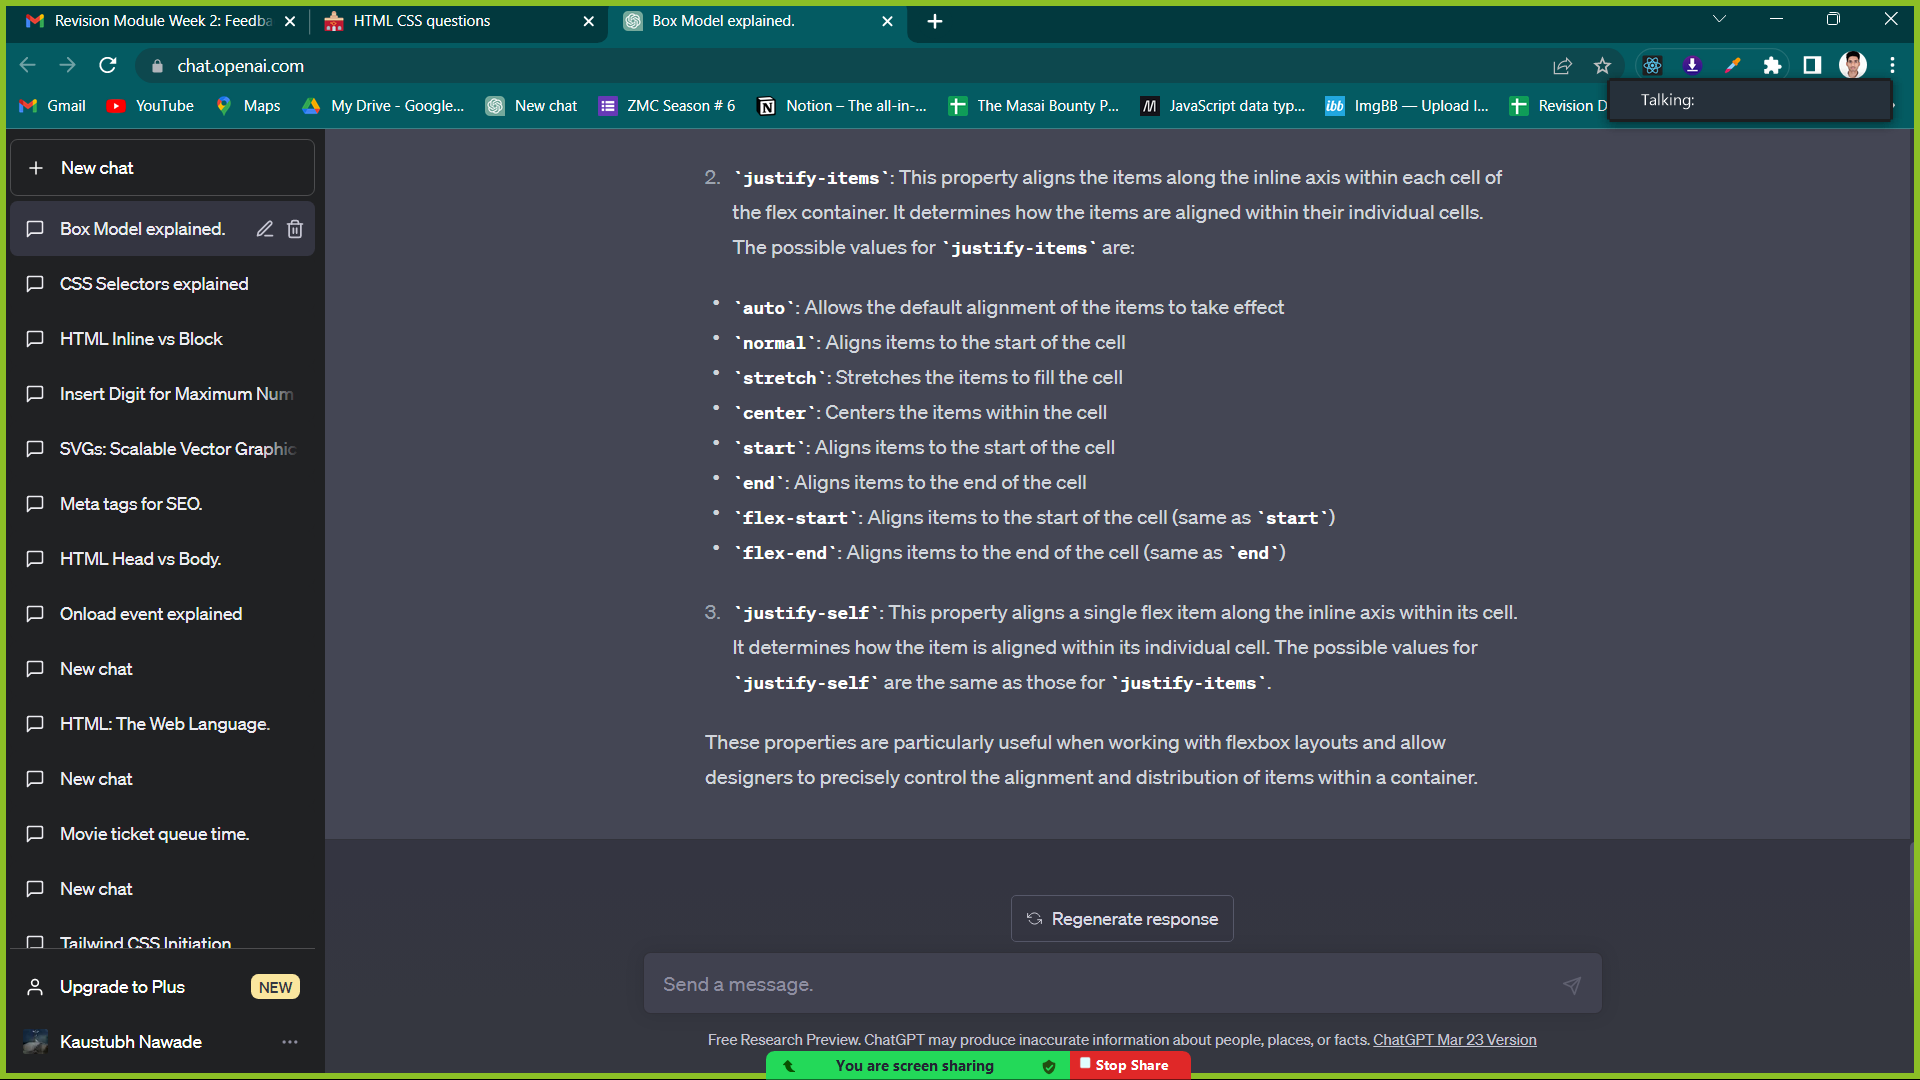 Revision Module Week 2: Feedba
HTML CSS questions
Box Model explained.
chat.openai.com
Gmail
YouTube
Maps
My Drive - Google...
New chat
ZMC Season # 6
Notion – The all-in-...
The Masai Bounty P...
JavaScript data typ...
ImgBB — Upload I...
Revision D
Talking:
New chat
Box Model explained.
CSS Selectors explained
HTML Inline vs Block
Insert Digit for Maximum Num
SVGs: Scalable Vector Graphic
Meta tags for SEO.
HTML Head vs Body.
Onload event explained
New chat
HTML: The Web Language.
New chat
Movie ticket queue time.
New chat
Tailwind CSS Initiation
Upgrade to Plus NEW
Kaustubh Nawade
2. `justify-items`: This property aligns the items along the inline axis within each cell of
the flex container. It determines how the items are aligned within their individual cells.
The possible values for `justify-items` are:
• `auto`: Allows the default alignment of the items to take effect
• `normal`: Aligns items to the start of the cell
• `stretch`: Stretches the items to fill the cell
• `center`: Centers the items within the cell
• `start`: Aligns items to the start of the cell
• `end`: Aligns items to the end of the cell
• `flex-start`: Aligns items to the start of the cell (same as `start`)
• `flex-end`: Aligns items to the end of the cell (same as `end`)
3. `justify-self`: This property aligns a single flex item along the inline axis within its cell.
It determines how the item is aligned within its individual cell. The possible values for
`justify-self` are the same as those for `justify-items`.
These properties are particularly useful when working with flexbox layouts and allow
designers to precisely control the alignment and distribution of items within a container.
Regenerate response
Send a message.
Free Research Preview. ChatGPT may produce inaccurate information about people, places, or facts. ChatGPT Mar 23 Version
You are screen sharing
Stop Share